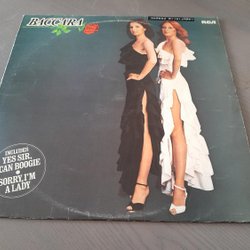 BACCARA
RCA
INCLUDES
YES SIR,
I CAN BOOGIE
SORRY, I'M
A LADY